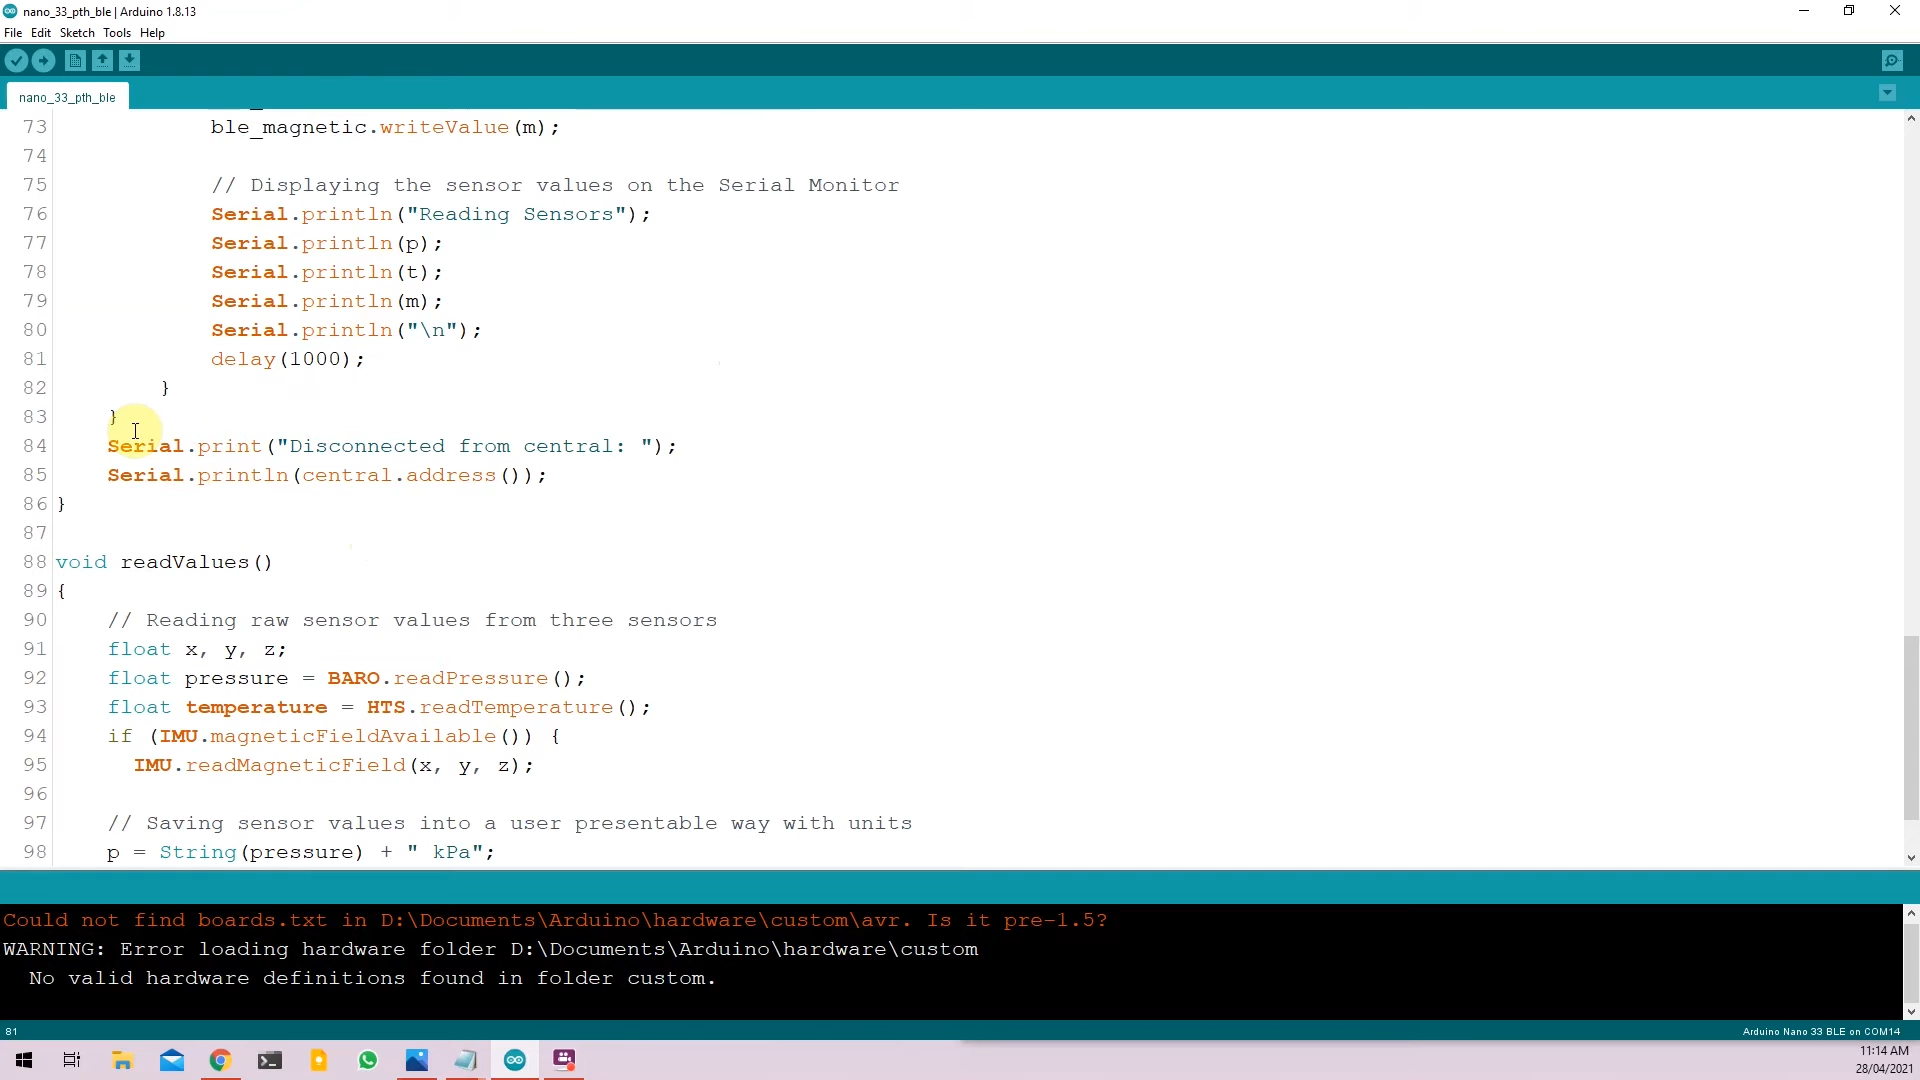 nano_33_pth_ble | Arduino 1.8.13
File Edit Sketch Tools Help
nano_33_pth_ble
73 ble_magnetic.writeValue(m);
74
75 // Displaying the sensor values on the Serial Monitor
76 Serial.println("Reading Sensors");
77 Serial.println(p);
78 Serial.println(t);
79 Serial.println(m);
80 Serial.println("\n");
81 delay(1000);
82 }
83 }
84 Serial.print("Disconnected from central: ");
85 Serial.println(central.address());
86 }
87
88 void readValues()
89 {
90 // Reading raw sensor values from three sensors
91 float x, y, z;
92 float pressure = BARO.readPressure();
93 float temperature = HTS.readTemperature();
94 if (IMU.magneticFieldAvailable()) {
95 IMU.readMagneticField(x, y, z);
96
97 // Saving sensor values into a user presentable way with units
98 p = String(pressure) + " kPa";
Could not find boards.txt in D:\Documents\Arduino\hardware\custom\avr. Is it pre-1.5?
WARNING: Error loading hardware folder D:\Documents\Arduino\hardware\custom
No valid hardware definitions found in folder custom.
81 Arduino Nano 33 BLE on COM14
11:14 AM
28/04/2021